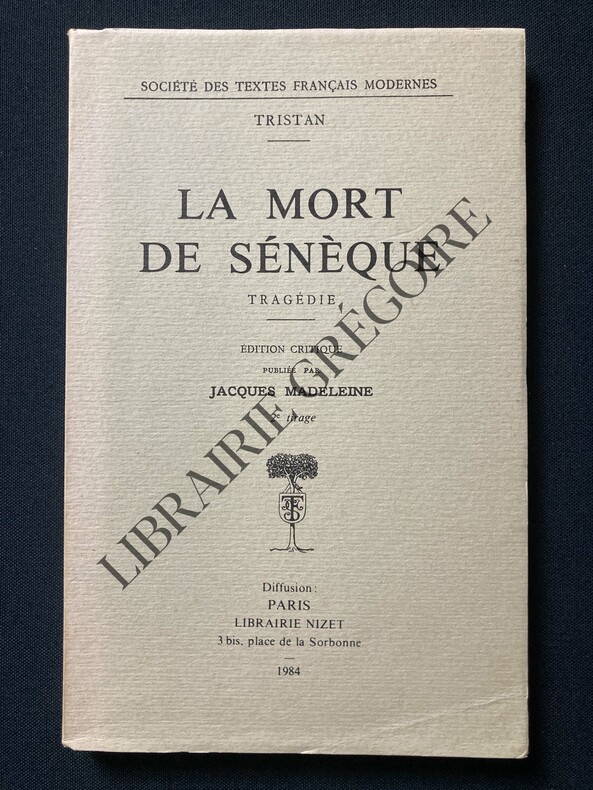 SOCIÉTÉ DES TEXTES FRANÇAIS MODERNES
TRISTAN
LA MORT
DE SÉNÈQUE
TRAGÉDIE
ÉDITION CRITIQUE
PUBLIÉE PAR
JACQUES MADELEINE
2e tirage
Diffusion :
PARIS
LIBRAIRIE NIZET
3 bis, place de la Sorbonne
1984
LIBRAIRIE GRÉGOIRE